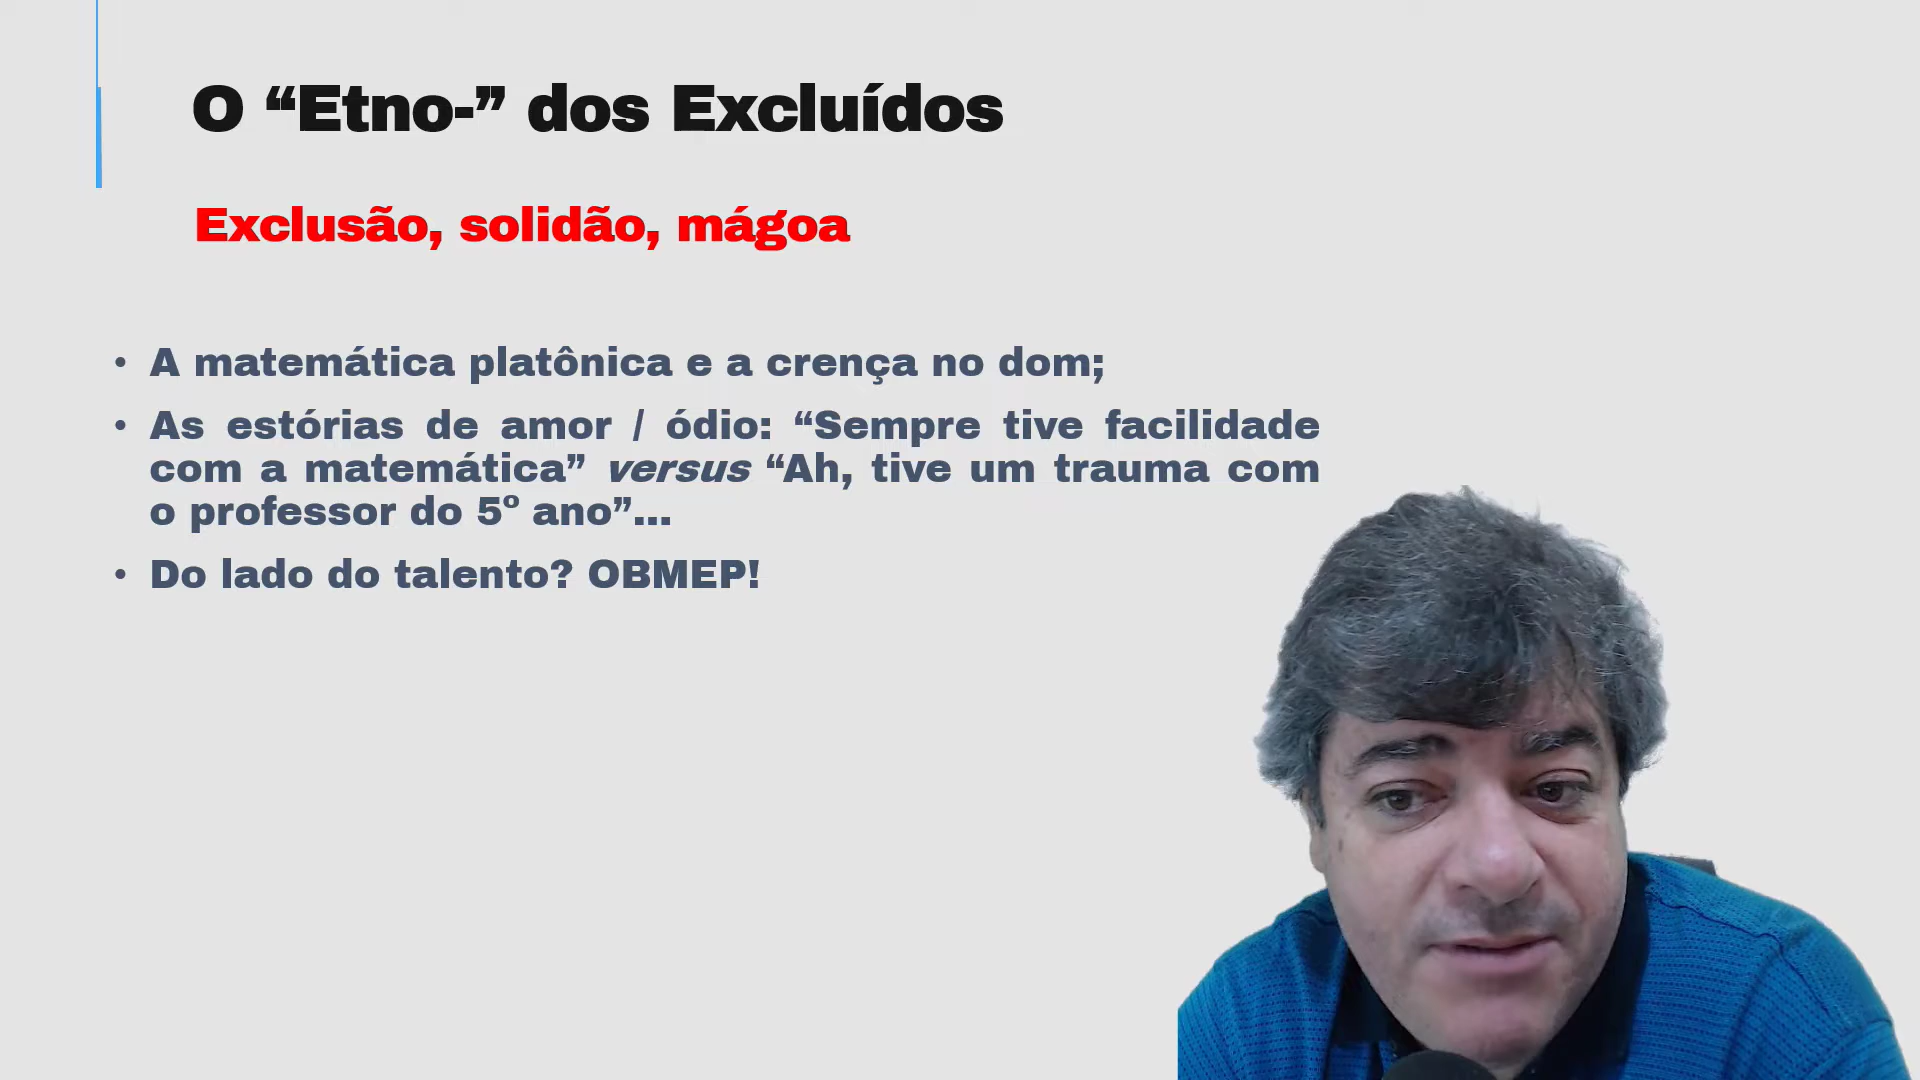 O “Etno-” dos Excluídos
Exclusão, solidão, mágoa
• A matemática platônica e a crença no dom;
• As estórias de amor / ódio: “Sempre tive facilidade
com a matemática” versus “Ah, tive um trauma com
o professor do 5º ano”...
• Do lado do talento? OBMEP!